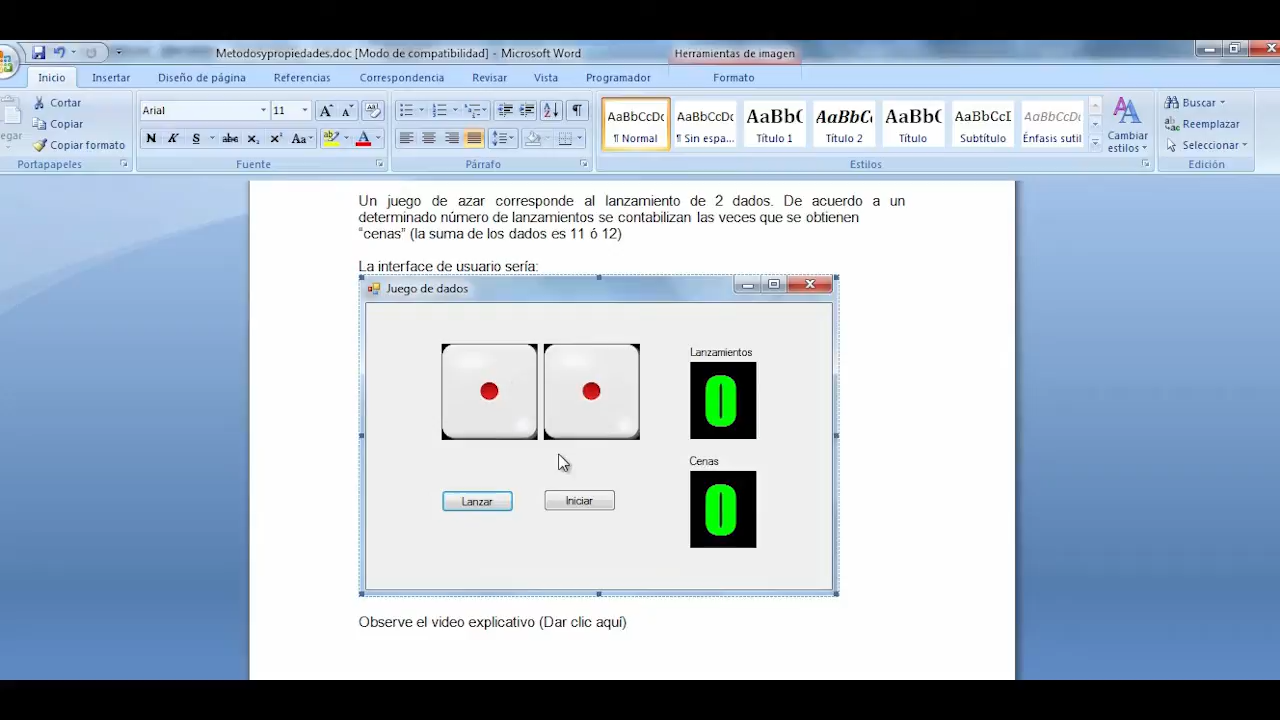 Metodosypropiedades.doc [Modo de compatibilidad] - Microsoft Word
Herramientas de imagen
Inicio Insertar Diseño de página Referencias Correspondencia Revisar Vista Programador Formato
Cortar
Copiar
Copiar formato
Portapapeles
Arial 11
N K S abc x₂ x² Aa
Fuente
Párrafo
AaBbCcDc AaBbCcDc AaBbC AaBbC AaBbC AaBbCcI AaBbCcDc
¶ Normal ¶ Sin espa... Título 1 Título 2 Título Subtítulo Énfasis sutil
Cambiar
estilos
Estilos
Buscar
Reemplazar
Seleccionar
Edición
Un juego de azar corresponde al lanzamiento de 2 dados. De acuerdo a un
determinado número de lanzamientos se contabilizan las veces que se obtienen
“cenas” (la suma de los dados es 11 ó 12)
La interface de usuario sería:
Juego de dados
Lanzamientos
0
Cenas
0
Lanzar Iniciar
Observe el video explicativo (Dar clic aquí)